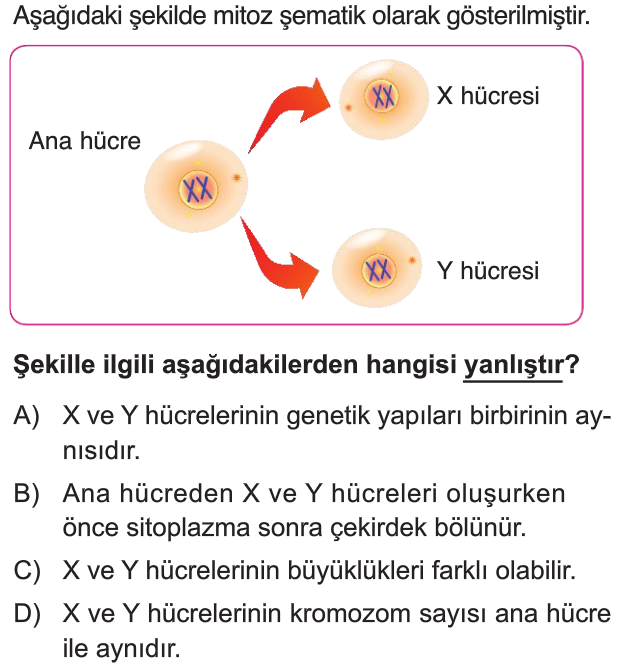 Aşağıdaki şekilde mitoz şematik olarak gösterilmiştir.
X hücresi
Ana hücre
Y hücresi
Şekille ilgili aşağıdakilerden hangisi yanlıştır?
A) X ve Y hücrelerinin genetik yapıları birbirinin ay-
nısıdır.
B) Ana hücreden X ve Y hücreleri oluşurken
önce sitoplazma sonra çekirdek bölünür.
C) X ve Y hücrelerinin büyüklükleri farklı olabilir.
D) X ve Y hücrelerinin kromozom sayısı ana hücre
ile aynıdır.